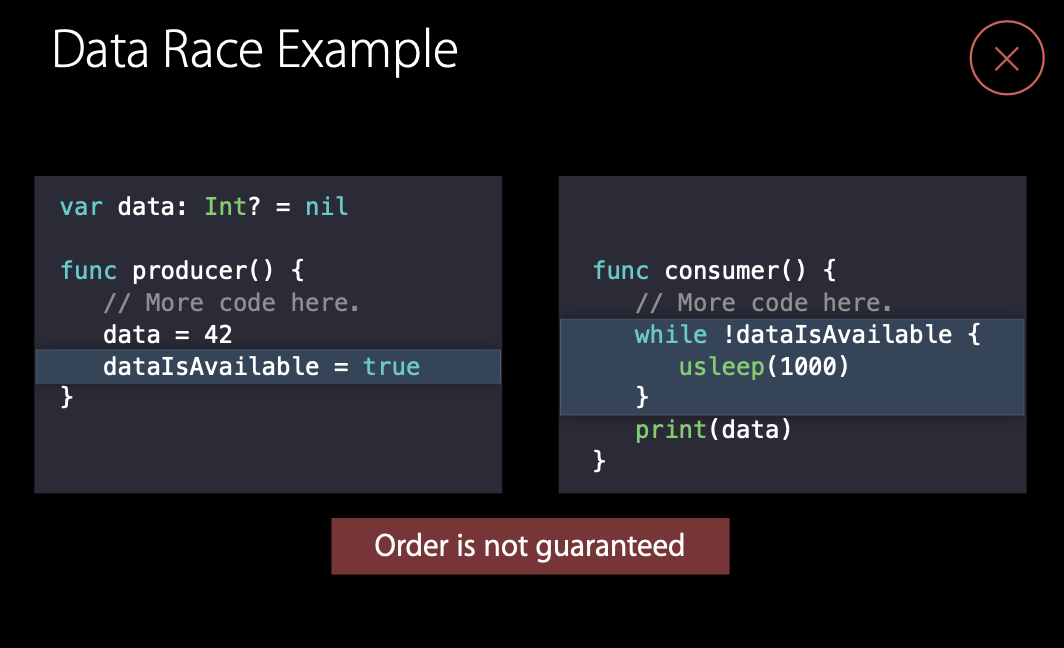 Data Race Example
var data: Int? = nil
func producer() {
// More code here.
data = 42
dataIsAvailable = true
}
func consumer() {
// More code here.
while !dataIsAvailable {
usleep(1000)
}
print(data)
}
Order is not guaranteed